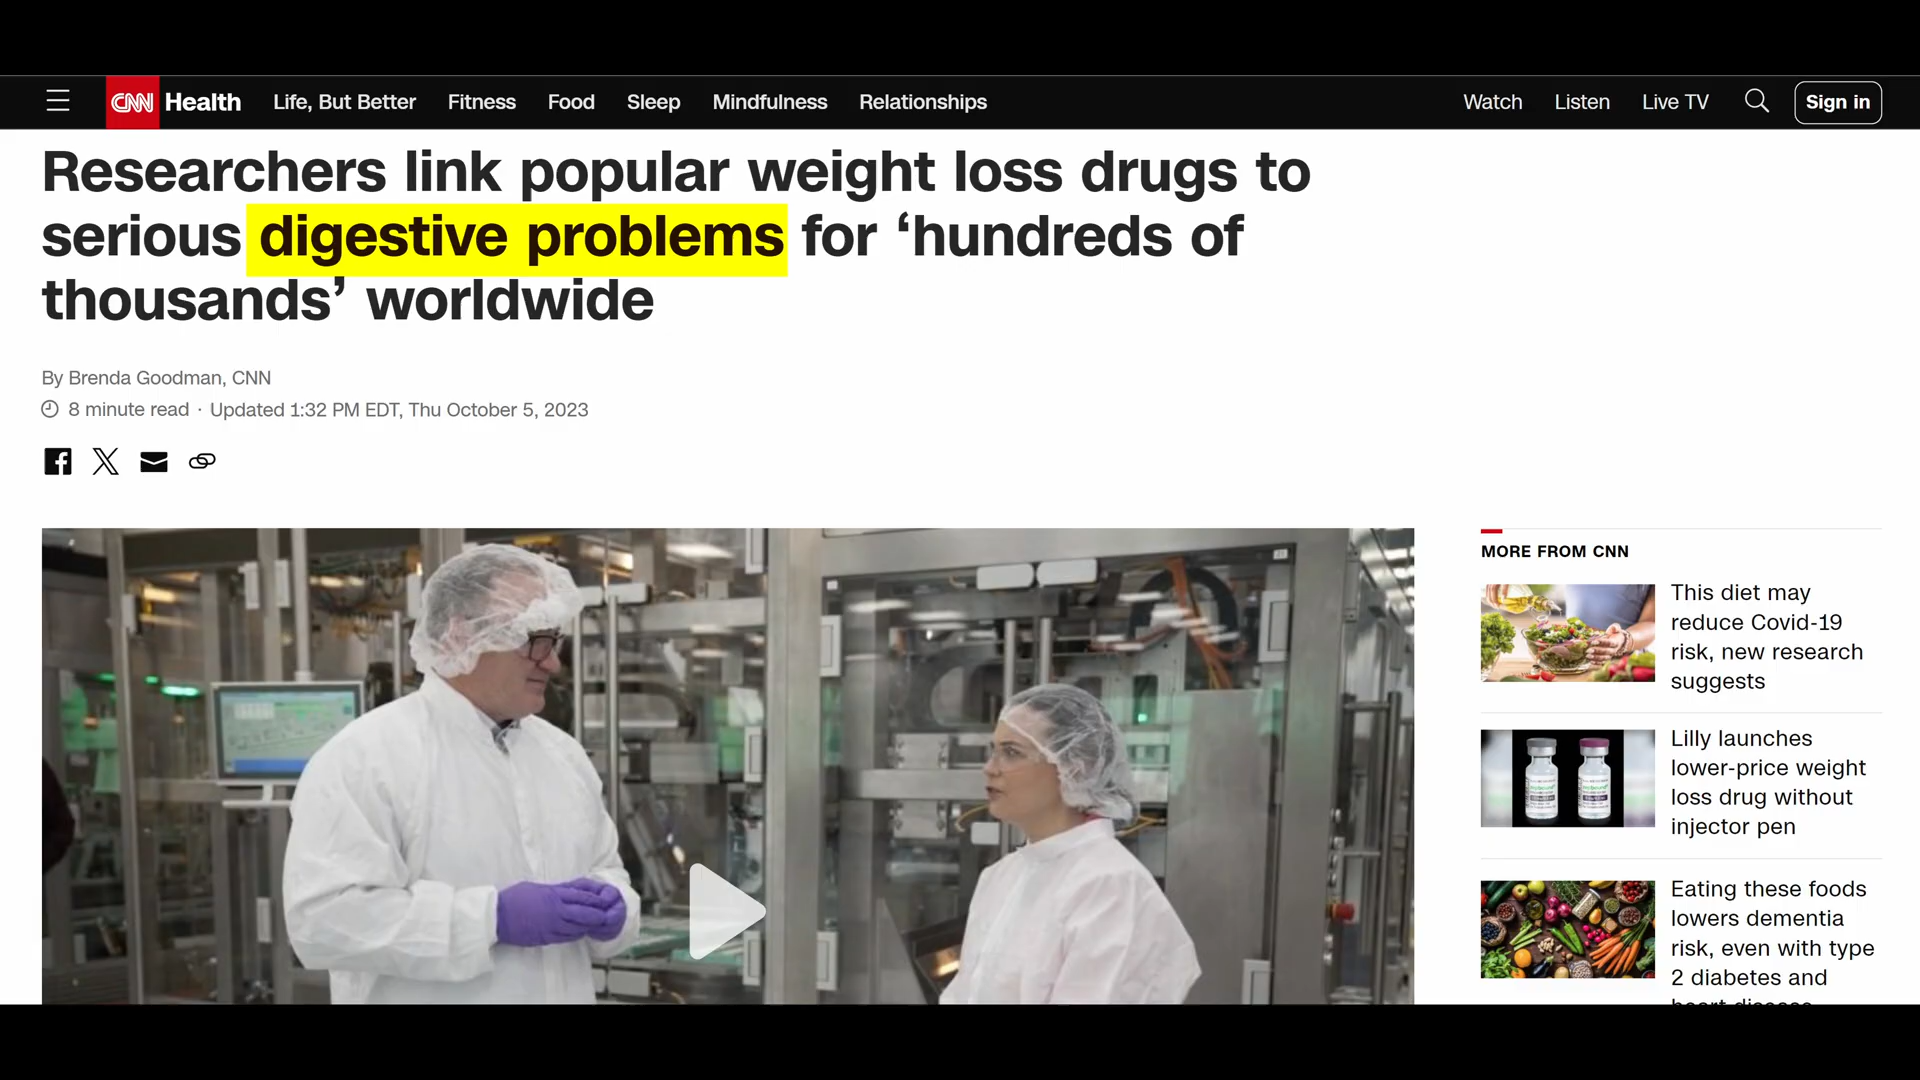 CNN Health Life, But Better Fitness Food Sleep Mindfulness Relationships Watch Listen Live TV Sign in
Researchers link popular weight loss drugs to
serious digestive problems for ‘hundreds of
thousands’ worldwide
By Brenda Goodman, CNN
8 minute read · Updated 1:32 PM EDT, Thu October 5, 2023
MORE FROM CNN
This diet may
reduce Covid-19
risk, new research
suggests
Lilly launches
lower-price weight
loss drug without
injector pen
Eating these foods
lowers dementia
risk, even with type
2 diabetes and
heart disease